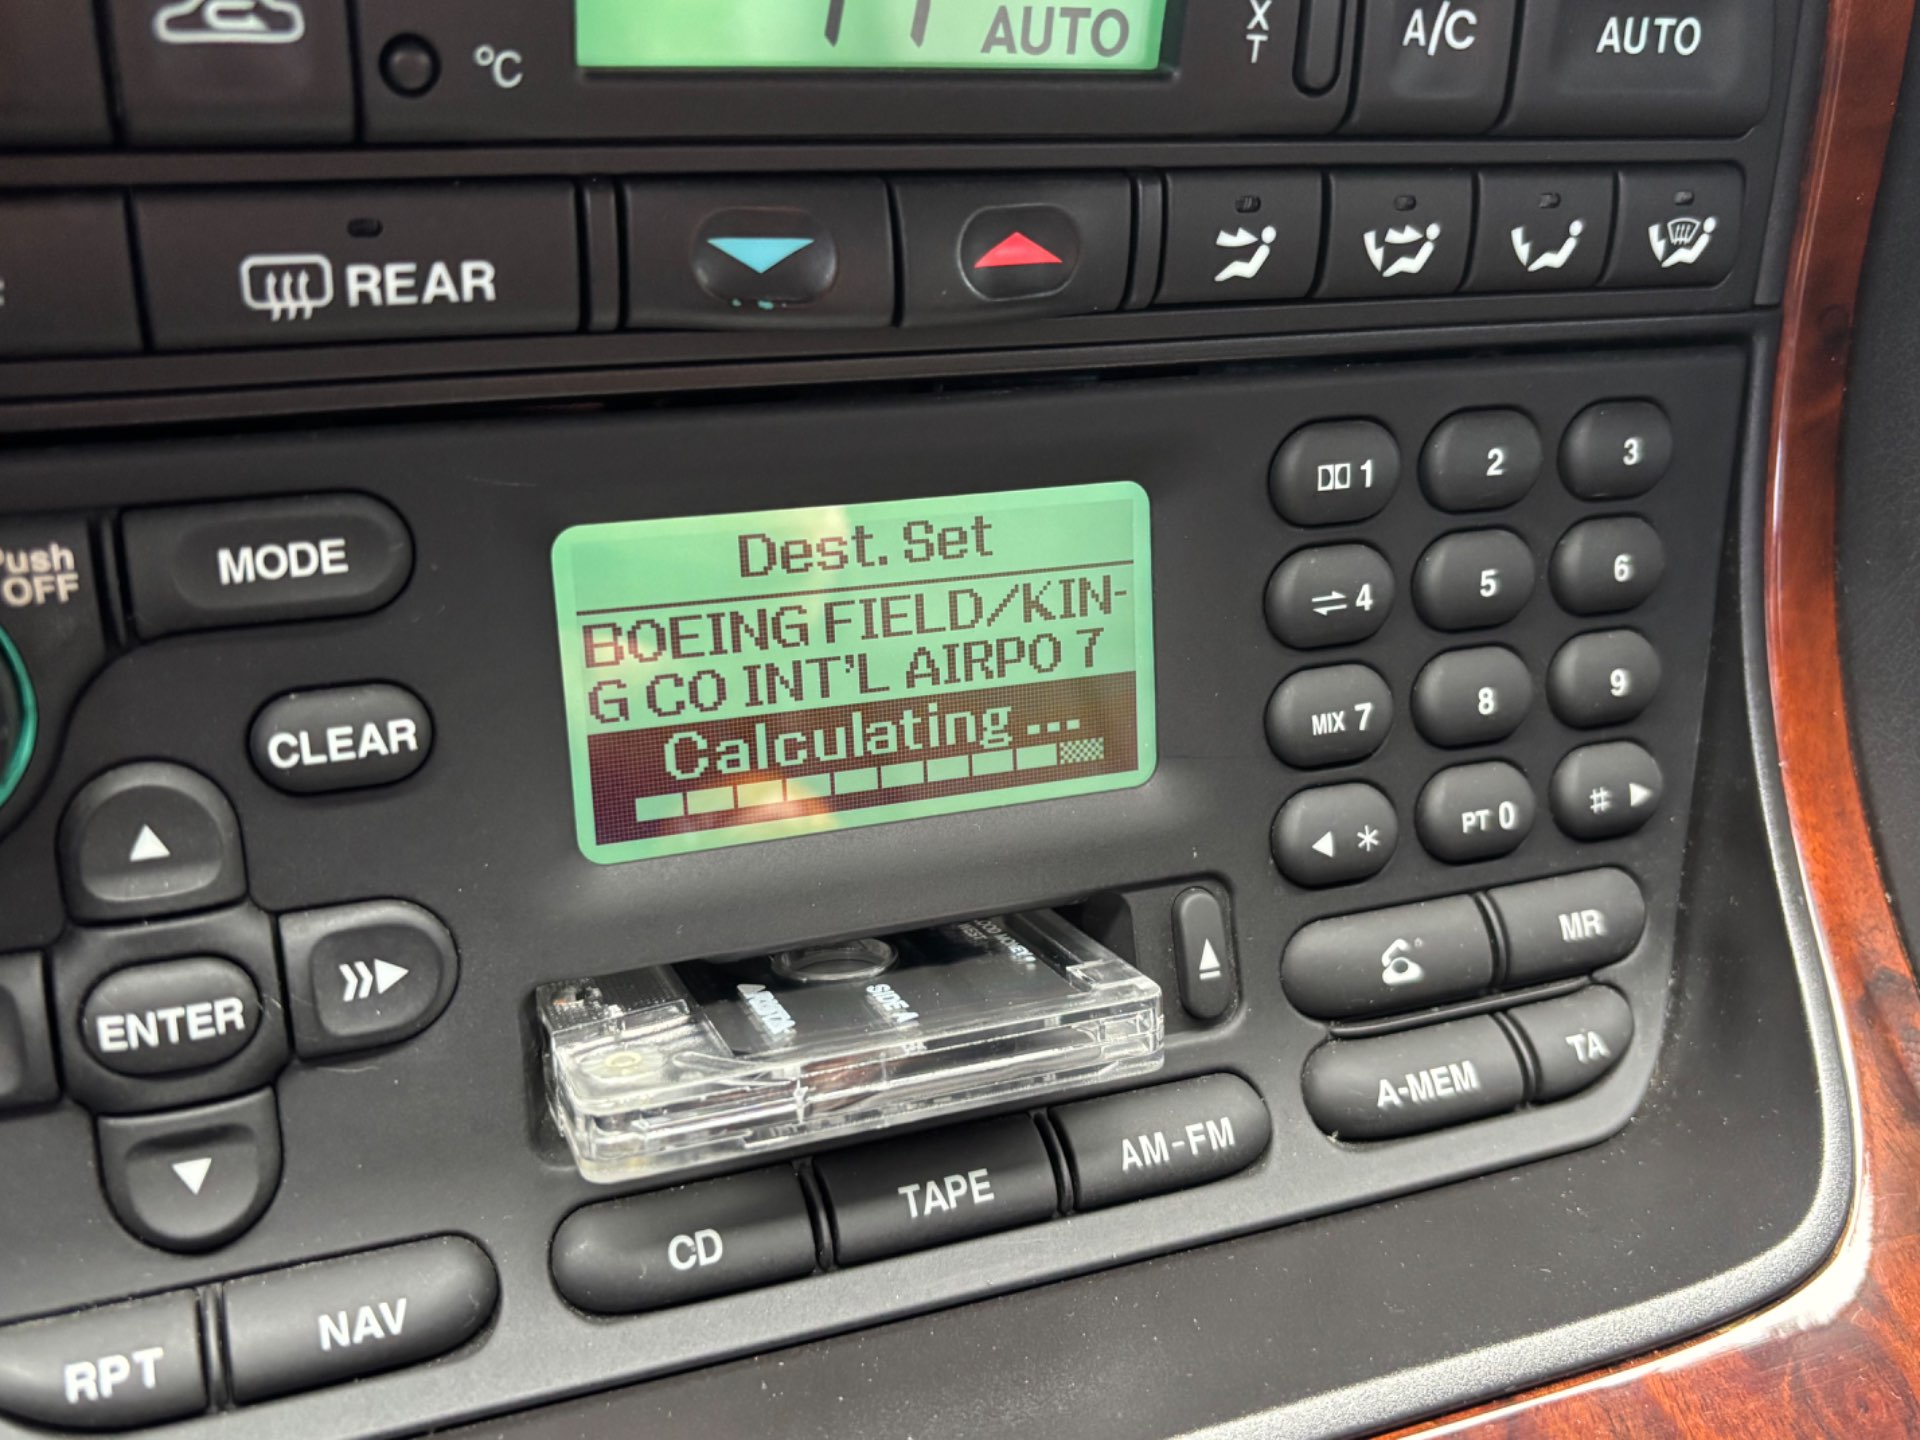 °C
AUTO
A/C
AUTO
REAR
Push
OFF
MODE
CLEAR
ENTER
RPT
NAV
Dest. Set
BOEING FIELD/KIN-
G CO INT'L AIRPO 7
Calculating ...
SIDE A
CD
TAPE
AM-FM
1
2
3
4
5
6
MIX 7
8
9
*
PT 0
#
MR
A-MEM
TA